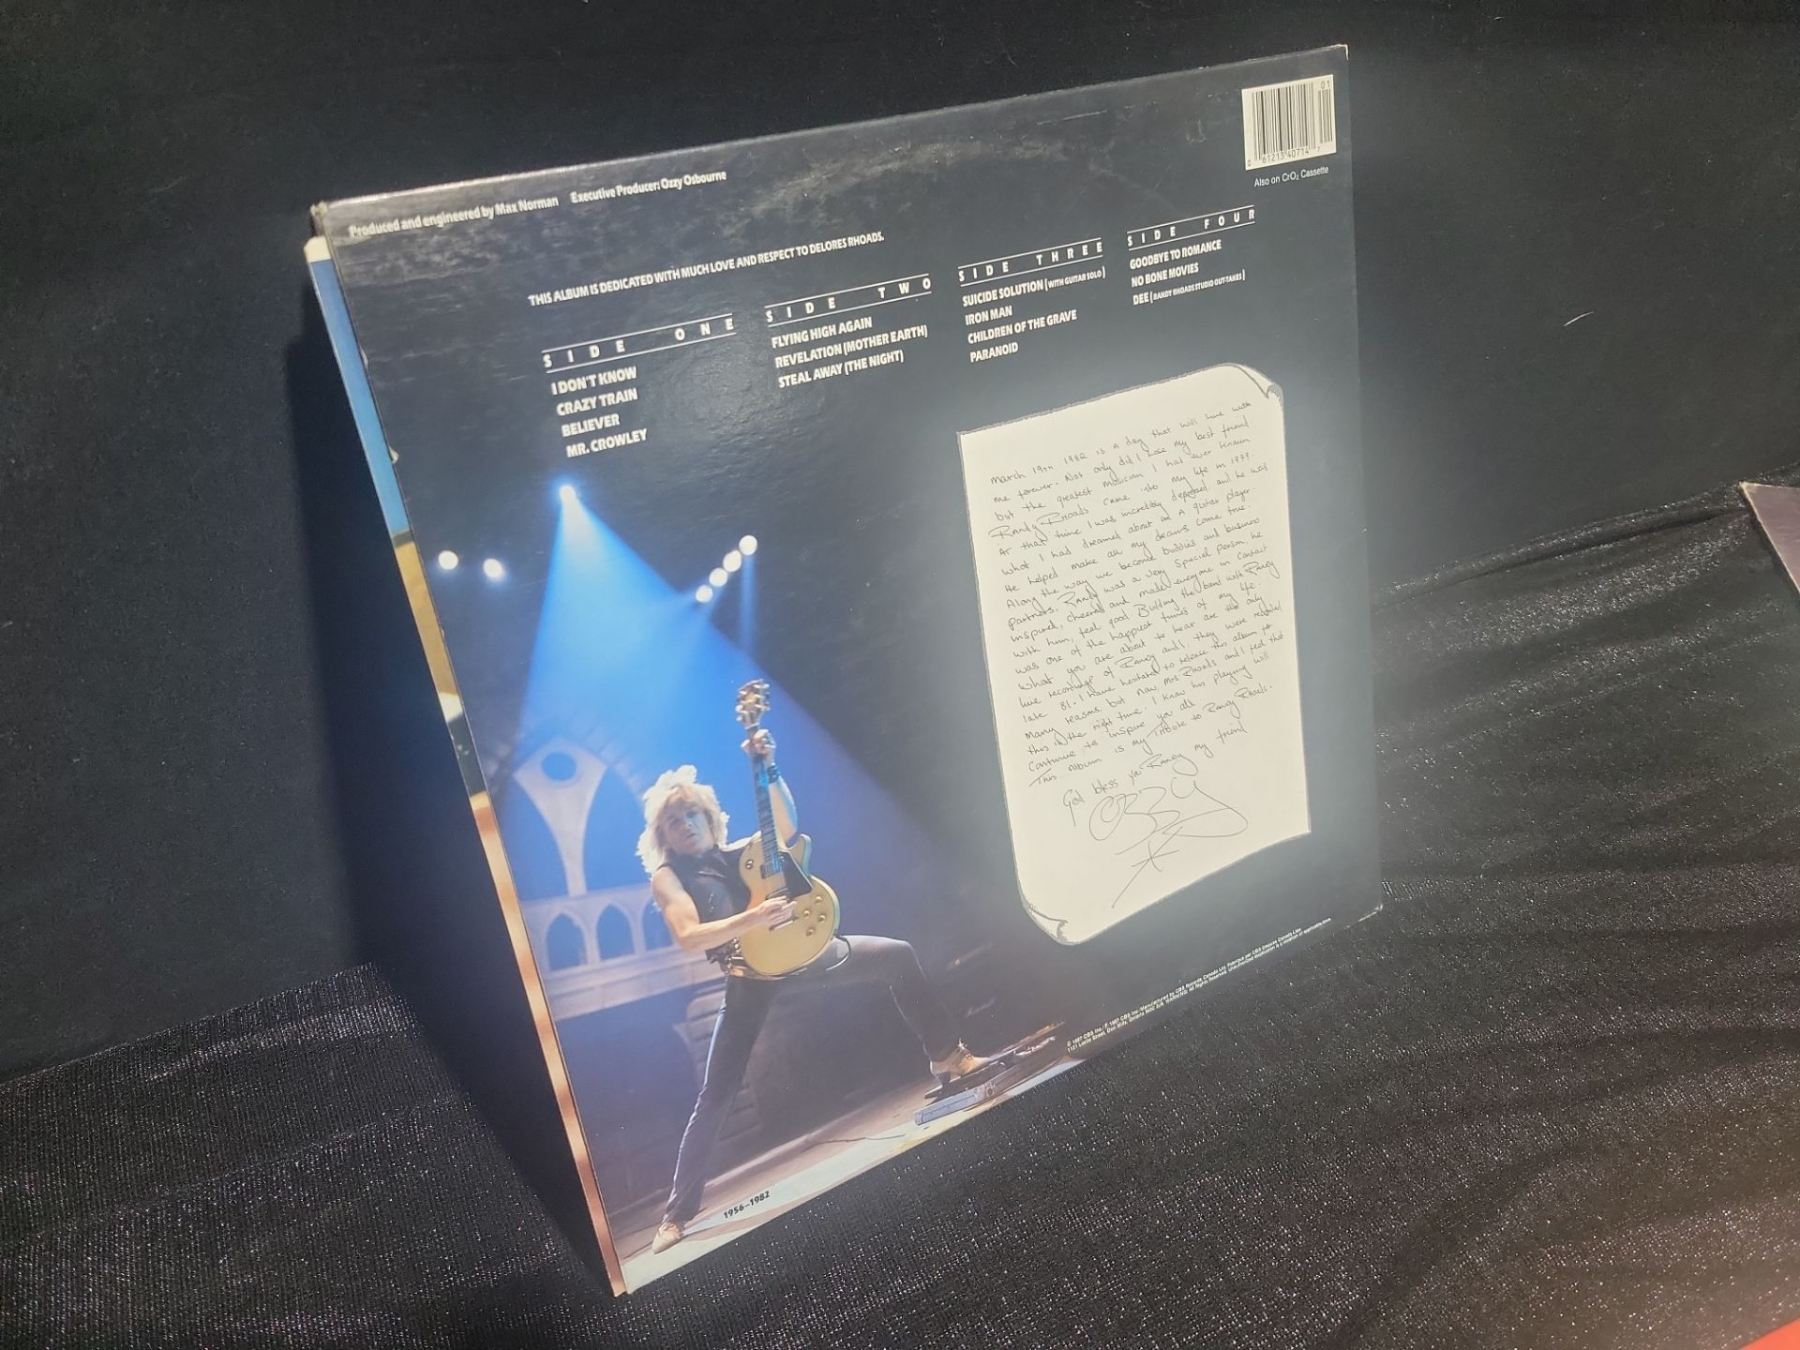 Produced and engineered by Max Norman Executive Producer: Ozzy Osbourne
THIS ALBUM IS DEDICATED WITH MUCH LOVE AND RESPECT TO DELORES RHOADS.
SIDE ONE
I DON'T KNOW
CRAZY TRAIN
BELIEVER
MR. CROWLEY
SIDE TWO
FLYING HIGH AGAIN
REVELATION (MOTHER EARTH)
STEAL AWAY (THE NIGHT)
SIDE THREE
SUICIDE SOLUTION (WITH GUITAR SOLO)
IRON MAN
CHILDREN OF THE GRAVE
PARANOID
SIDE FOUR
GOODBYE TO ROMANCE
NO BONE MOVIES
DEE (RANDY RHOADS STUDIO OUT-TAKES)
01
0 61213 40714 7
Also on CrO₂ Cassette
March 19th 1982 is a day that will live with
me forever. Not only did I lose my best friend
but the greatest musician I had ever known
Randy Rhoads came into my life in 1979.
At that time I was incredibly depressed and he was
what I had dreamed about in a guitar player
He helped make all my dreams come true.
Along the way we became buddies and business
partners. Randy was a very special person, he
inspired, cheered and made everyone in contact
with him, feel good. Building the band with Randy
was one of the happiest times of my life.
What you are about to hear are the only
live recordings of Randy and I, they were recorded
late 81. I have hesitated to release this album for
Many reasons, but now, Mrs Rhoads and I feel that
this is the right time. I know his playing will
Continue to inspire you all
This Album is my Tribute to Randy Rhoads.
God bless you Randy my friend
OZZY
1956–1982